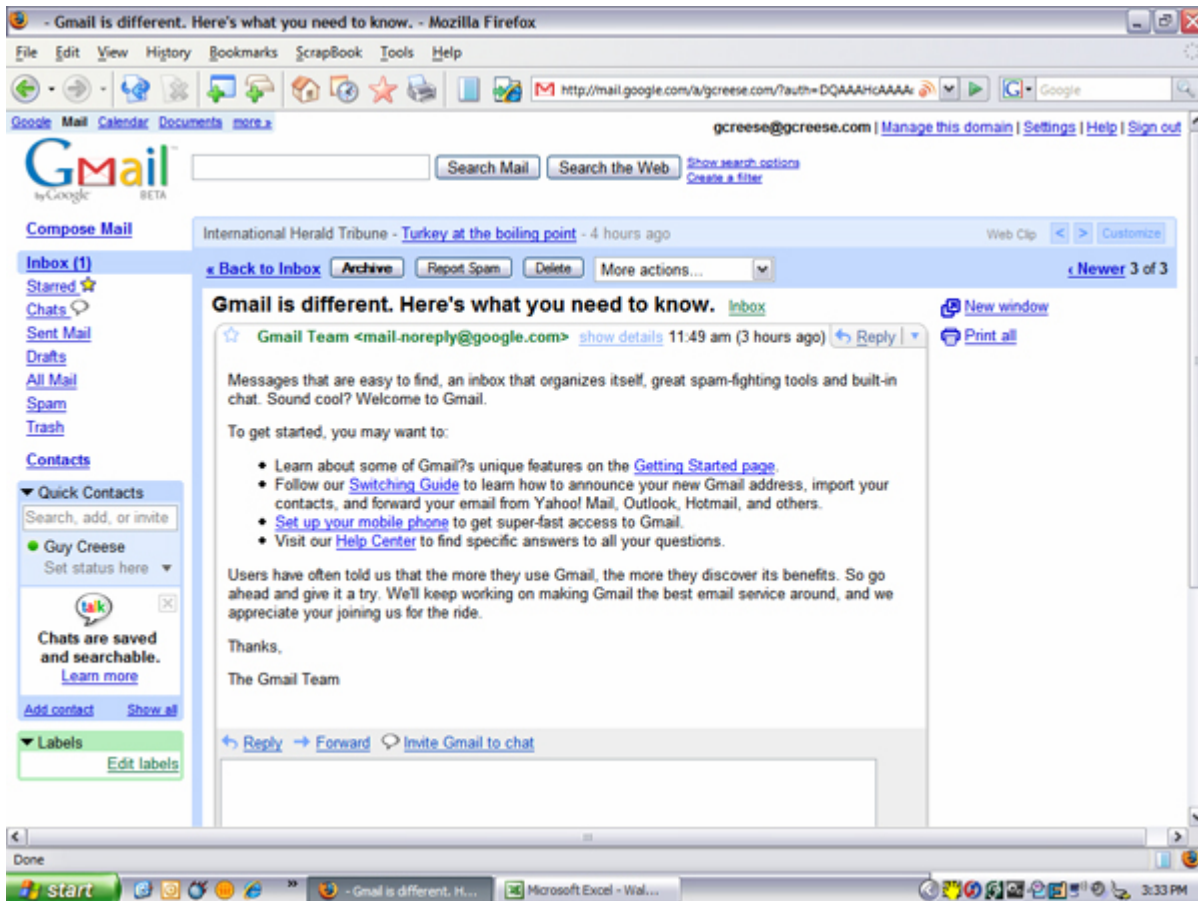 - Gmail is different. Here's what you need to know. - Mozilla Firefox
File Edit View History Bookmarks ScrapBook Tools Help
http://mail.google.com/a/gcreese.com/?auth=DQAAAHcAAAA
G Google
Google Mail Calendar Documents more »
gcreese@gcreese.com | Manage this domain | Settings | Help | Sign out
Gmail
by Google BETA
Search Mail Search the Web
Show search options
Create a filter
Compose Mail
International Herald Tribune - Turkey at the boiling point - 4 hours ago
Web Clip < > Customize
Inbox (1)
Starred
Chats
Sent Mail
Drafts
All Mail
Spam
Trash
Contacts
« Back to Inbox Archive Report Spam Delete More actions...
‹ Newer 3 of 3
Gmail is different. Here's what you need to know. Inbox
New window
Print all
Gmail Team <mail-noreply@google.com> show details 11:49 am (3 hours ago) Reply
Messages that are easy to find, an inbox that organizes itself, great spam-fighting tools and built-in
chat. Sound cool? Welcome to Gmail.
To get started, you may want to:
• Learn about some of Gmail?s unique features on the Getting Started page.
• Follow our Switching Guide to learn how to announce your new Gmail address, import your
contacts, and forward your email from Yahoo! Mail, Outlook, Hotmail, and others.
• Set up your mobile phone to get super-fast access to Gmail.
• Visit our Help Center to find specific answers to all your questions.
Users have often told us that the more they use Gmail, the more they discover its benefits. So go
ahead and give it a try. We'll keep working on making Gmail the best email service around, and we
appreciate your joining us for the ride.
Thanks,
The Gmail Team
Quick Contacts
Search, add, or invite
Guy Creese
Set status here
talk
Chats are saved
and searchable.
Learn more
Add contact Show all
Labels
Edit labels
Reply Forward Invite Gmail to chat
Done
start
- Gmail is different. H...
Microsoft Excel - Wal...
3:33 PM